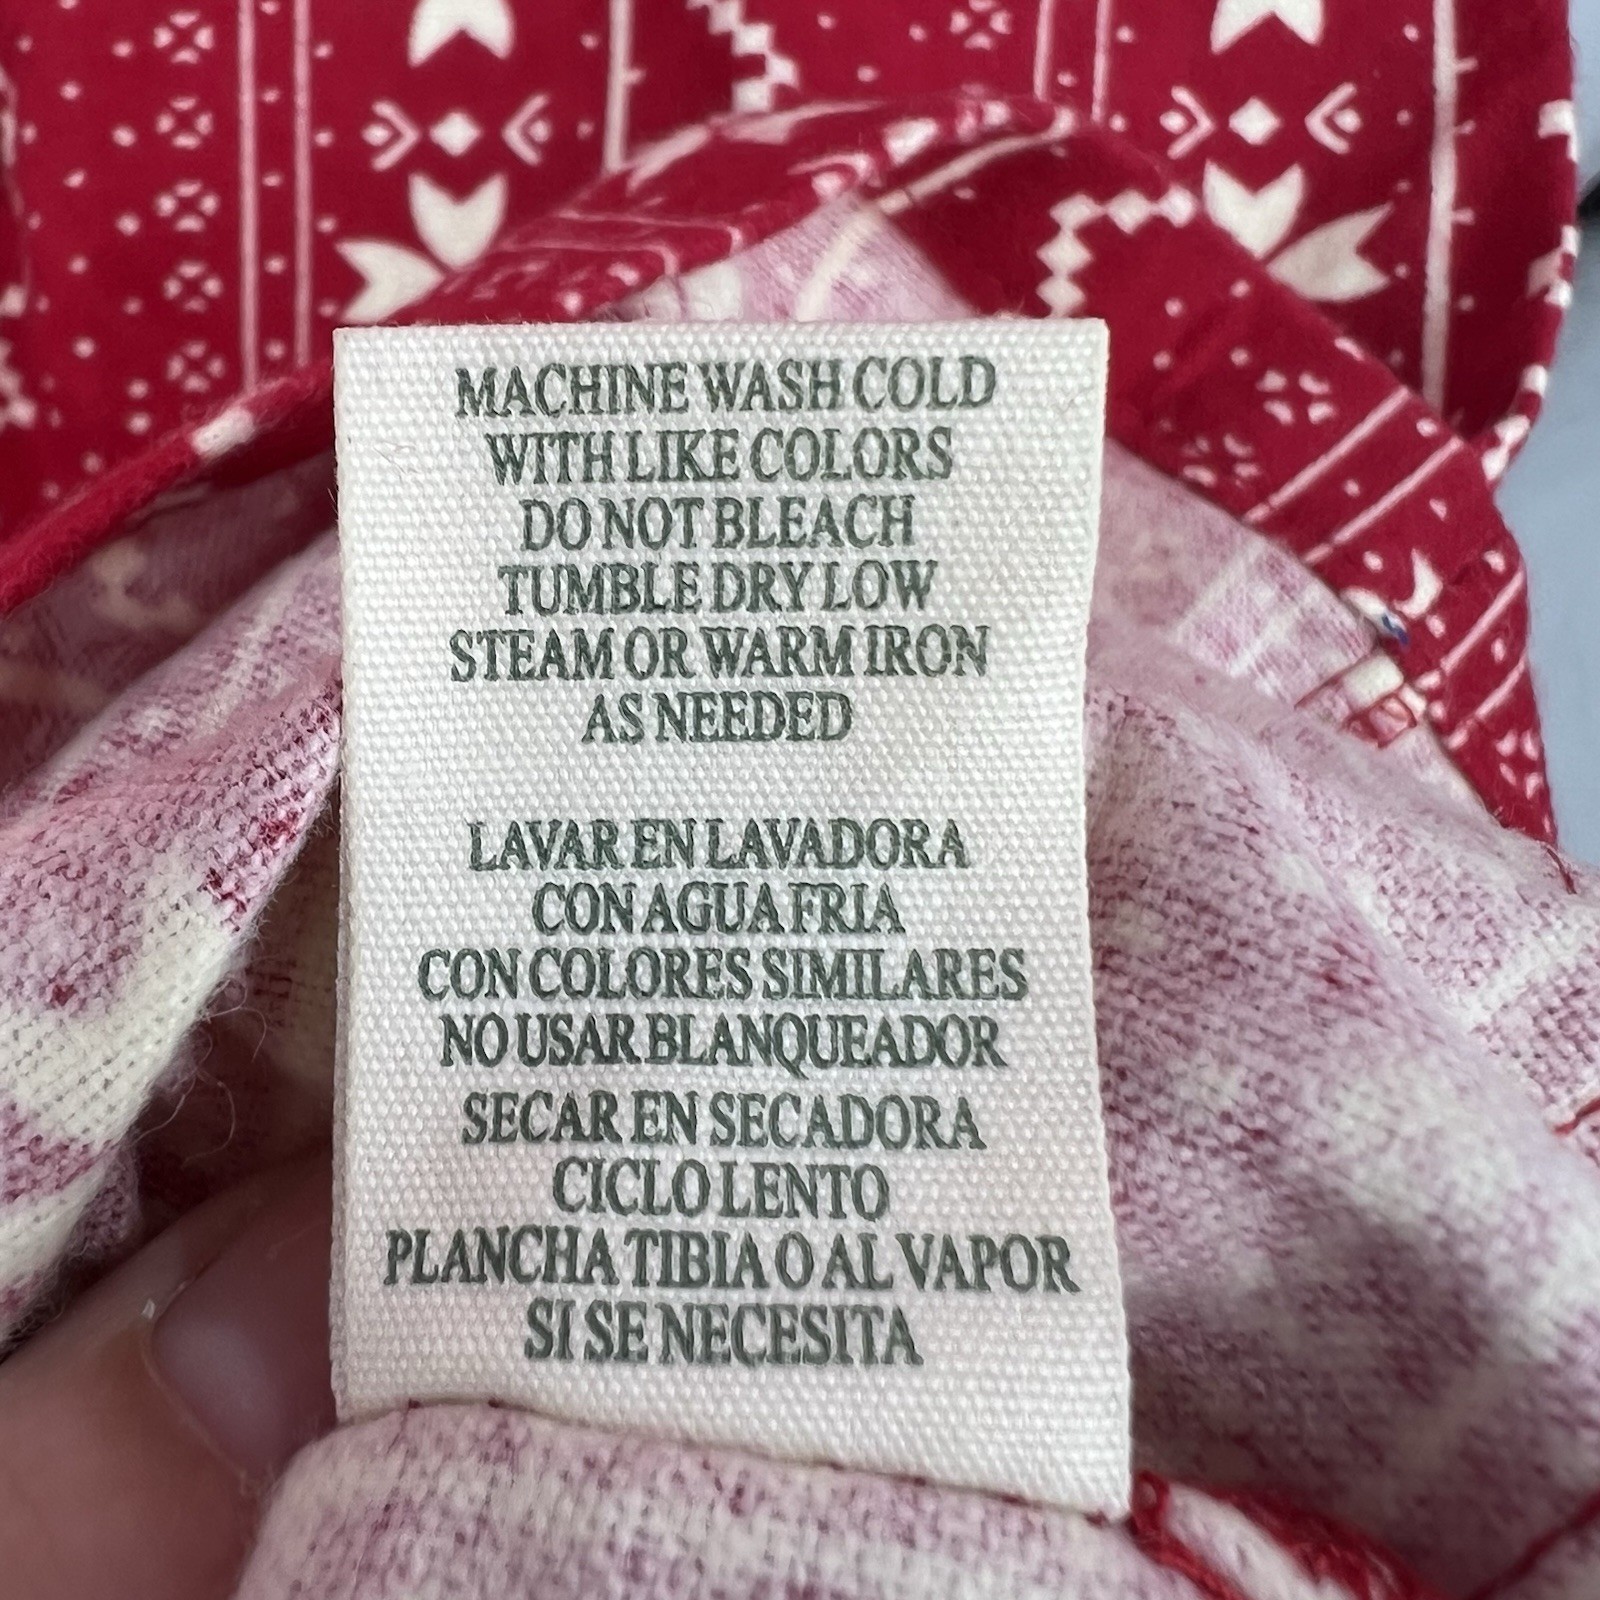 MACHINE WASH COLD
WITH LIKE COLORS
DO NOT BLEACH
TUMBLE DRY LOW
STEAM OR WARM IRON
AS NEEDED
LAVAR EN LAVADORA
CON AGUA FRIA
CON COLORES SIMILARES
NO USAR BLANQUEADOR
SECAR EN SECADORA
CICLO LENTO
PLANCHA TIBIA O AL VAPOR
SI SE NECESITA